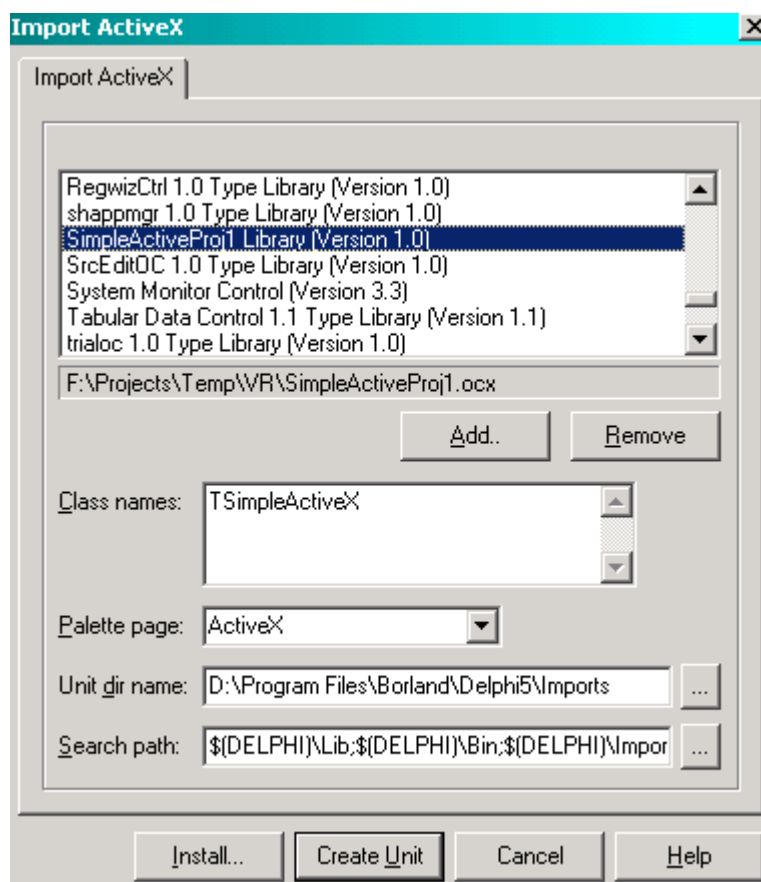 Import ActiveX
Import ActiveX
RegwizCtrl 1.0 Type Library (Version 1.0)
shappmgr 1.0 Type Library (Version 1.0)
SimpleActiveProj1 Library (Version 1.0)
SrcEditOC 1.0 Type Library (Version 1.0)
System Monitor Control (Version 3.3)
Tabular Data Control 1.1 Type Library (Version 1.1)
trialoc 1.0 Type Library (Version 1.0)
F:\Projects\Temp\VR\SimpleActiveProj1.ocx
Add.. Remove
Class names: TSimpleActiveX
Palette page: ActiveX
Unit dir name: D:\Program Files\Borland\Delphi5\Imports ...
Search path: $(DELPHI)\Lib;$(DELPHI)\Bin;$(DELPHI)\Impor ...
Install... Create Unit Cancel Help